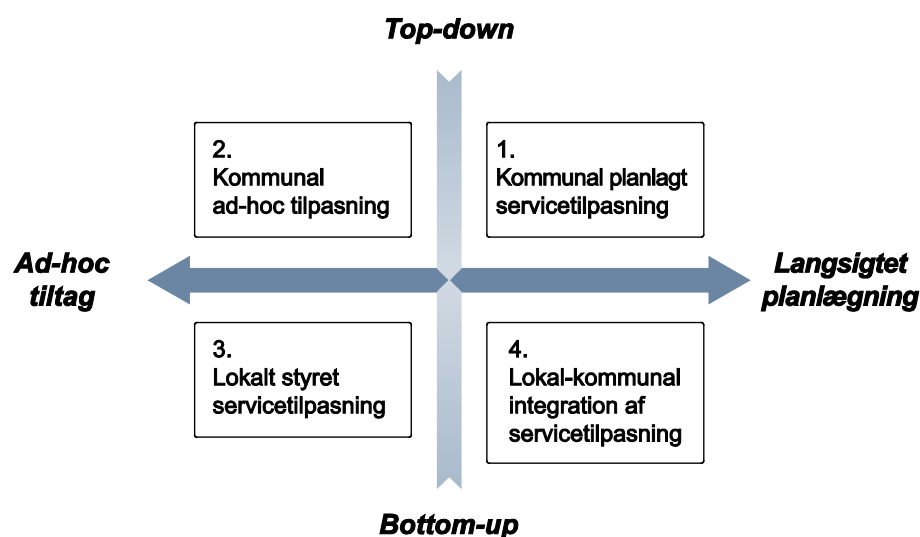 Top-down
2.
Kommunal
ad-hoc tilpasning
1.
Kommunal planlagt
servicetilpasning
Ad-hoc
tiltag
Langsigtet
planlægning
3.
Lokalt styret
servicetilpasning
4.
Lokal-kommunal
integration af
servicetilpasning
Bottom-up